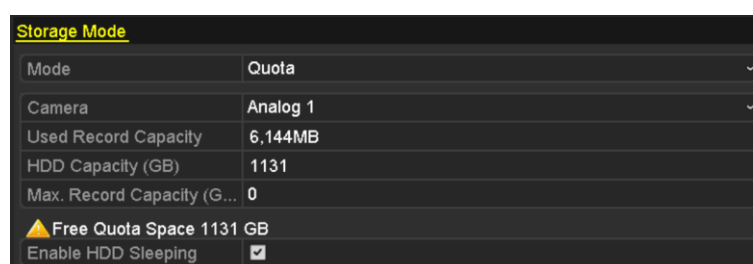 Storage Mode
Mode Quota
Camera Analog 1
Used Record Capacity 6,144MB
HDD Capacity (GB) 1131
Max. Record Capacity (G... 0
Free Quota Space 1131 GB
Enable HDD Sleeping